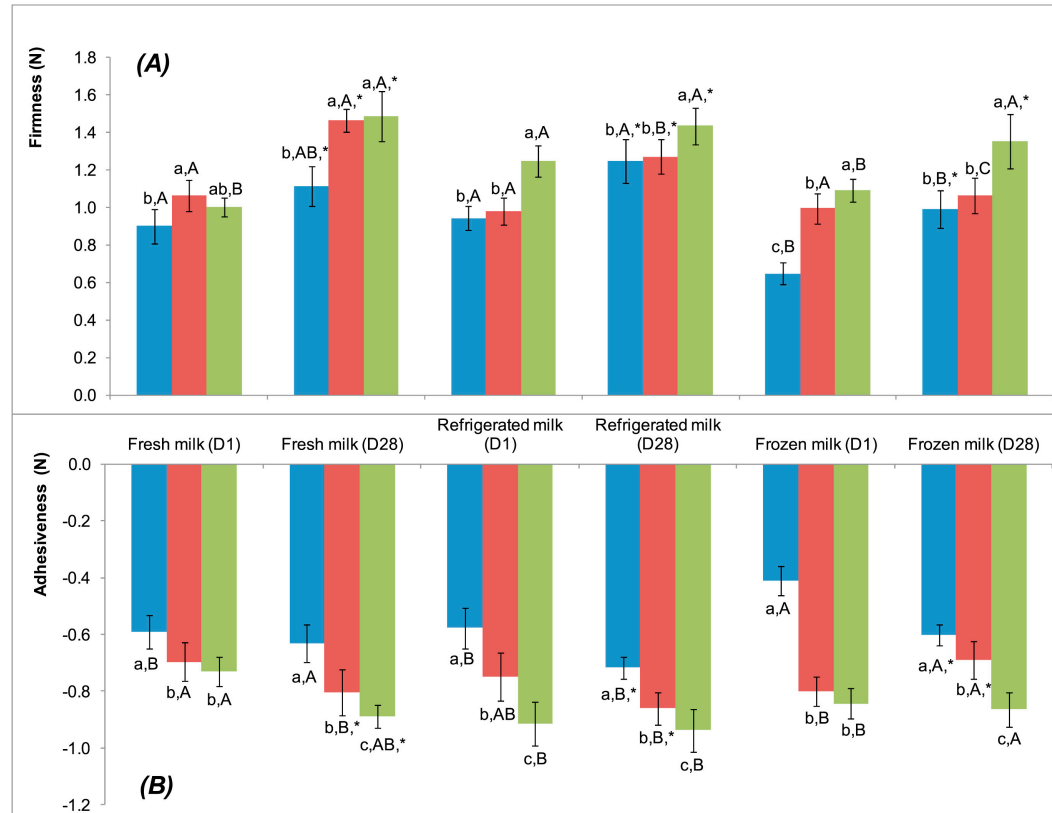 Firmness (N)
(A)
1.8
1.6
1.4
1.2
1.0
0.8
0.6
0.4
0.2
0.0
b,A
a,A
ab,B
b,AB,*
a,A,*
a,A,*
b,A
b,A
a,A
b,A,*
b,B,*
a,A,*
c,B
b,A
a,B
b,B,*
b,C
a,A,*
Fresh milk (D1)
Fresh milk (D28)
Refrigerated milk
(D1)
Refrigerated milk
(D28)
Frozen milk (D1)
Frozen milk (D28)
Adhesiveness (N)
(B)
0.0
-0.2
-0.4
-0.6
-0.8
-1.0
-1.2
a,B
b,A
b,A
a,A
b,B,*
c,AB,*
a,B
b,AB
c,B
a,B,*
b,B,*
c,B
a,A
b,B
b,B
a,A,*
b,A,*
c,A